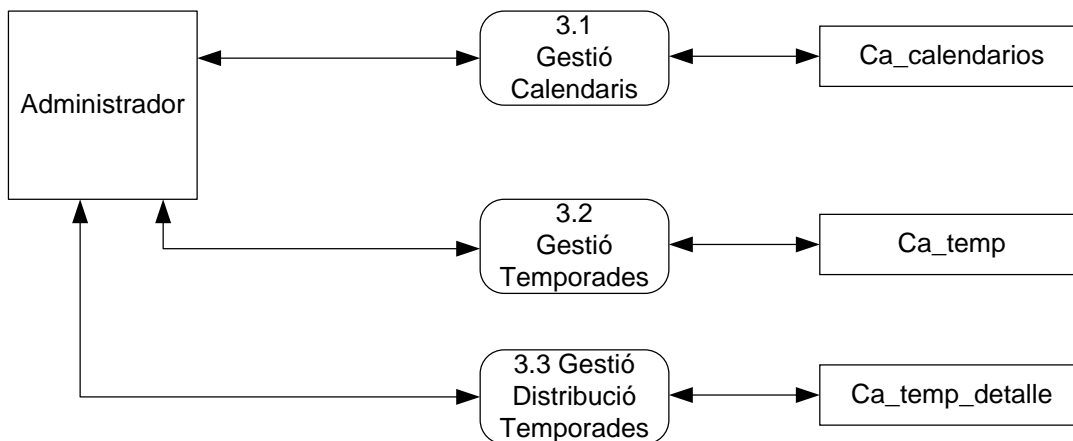 Administrador
3.1
Gestió
Calendaris
Ca_calendarios
3.2
Gestió
Temporades
Ca_temp
3.3 Gestió
Distribució
Temporades
Ca_temp_detalle